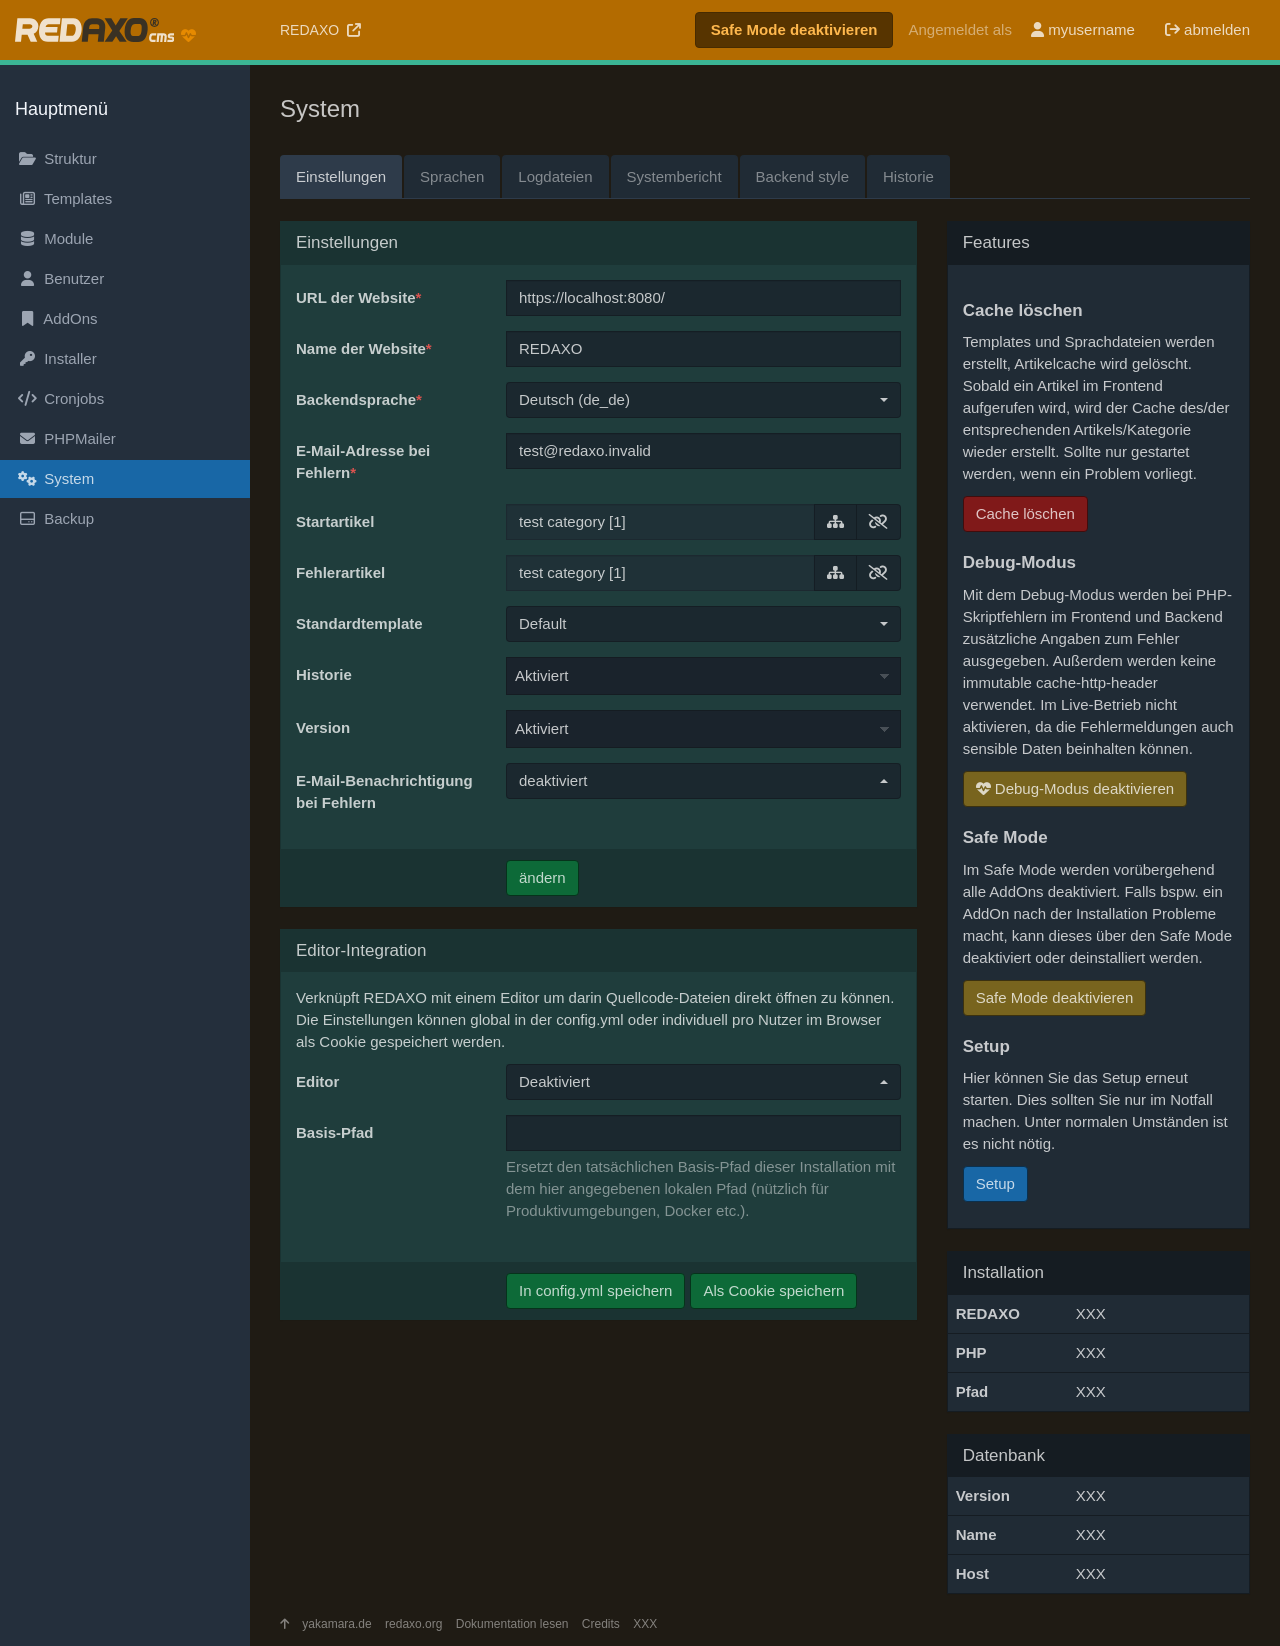 REDAXO® cms
REDAXO
Safe Mode deaktivieren
Angemeldet als
myusername
abmelden
Hauptmenü
Struktur
Templates
Module
Benutzer
AddOns
Installer
Cronjobs
PHPMailer
System
Backup
System
Einstellungen
Sprachen
Logdateien
Systembericht
Backend style
Historie
Einstellungen
URL der Website*
https://localhost:8080/
Name der Website*
REDAXO
Backendsprache*
Deutsch (de_de)
E-Mail-Adresse bei
Fehlern*
test@redaxo.invalid
Startartikel
test category [1]
Fehlerartikel
test category [1]
Standardtemplate
Default
Historie
Aktiviert
Version
Aktiviert
E-Mail-Benachrichtigung
bei Fehlern
deaktiviert
ändern
Editor-Integration
Verknüpft REDAXO mit einem Editor um darin Quellcode-Dateien direkt öffnen zu können.
Die Einstellungen können global in der config.yml oder individuell pro Nutzer im Browser
als Cookie gespeichert werden.
Editor
Deaktiviert
Basis-Pfad
Ersetzt den tatsächlichen Basis-Pfad dieser Installation mit
dem hier angegebenen lokalen Pfad (nützlich für
Produktivumgebungen, Docker etc.).
In config.yml speichern
Als Cookie speichern
Features
Cache löschen
Templates und Sprachdateien werden
erstellt, Artikelcache wird gelöscht.
Sobald ein Artikel im Frontend
aufgerufen wird, wird der Cache des/der
entsprechenden Artikels/Kategorie
wieder erstellt. Sollte nur gestartet
werden, wenn ein Problem vorliegt.
Cache löschen
Debug-Modus
Mit dem Debug-Modus werden bei PHP-
Skriptfehlern im Frontend und Backend
zusätzliche Angaben zum Fehler
ausgegeben. Außerdem werden keine
immutable cache-http-header
verwendet. Im Live-Betrieb nicht
aktivieren, da die Fehlermeldungen auch
sensible Daten beinhalten können.
Debug-Modus deaktivieren
Safe Mode
Im Safe Mode werden vorübergehend
alle AddOns deaktiviert. Falls bspw. ein
AddOn nach der Installation Probleme
macht, kann dieses über den Safe Mode
deaktiviert oder deinstalliert werden.
Safe Mode deaktivieren
Setup
Hier können Sie das Setup erneut
starten. Dies sollten Sie nur im Notfall
machen. Unter normalen Umständen ist
es nicht nötig.
Setup
Installation
REDAXO XXX
PHP XXX
Pfad XXX
Datenbank
Version XXX
Name XXX
Host XXX
yakamara.de
redaxo.org
Dokumentation lesen
Credits
XXX